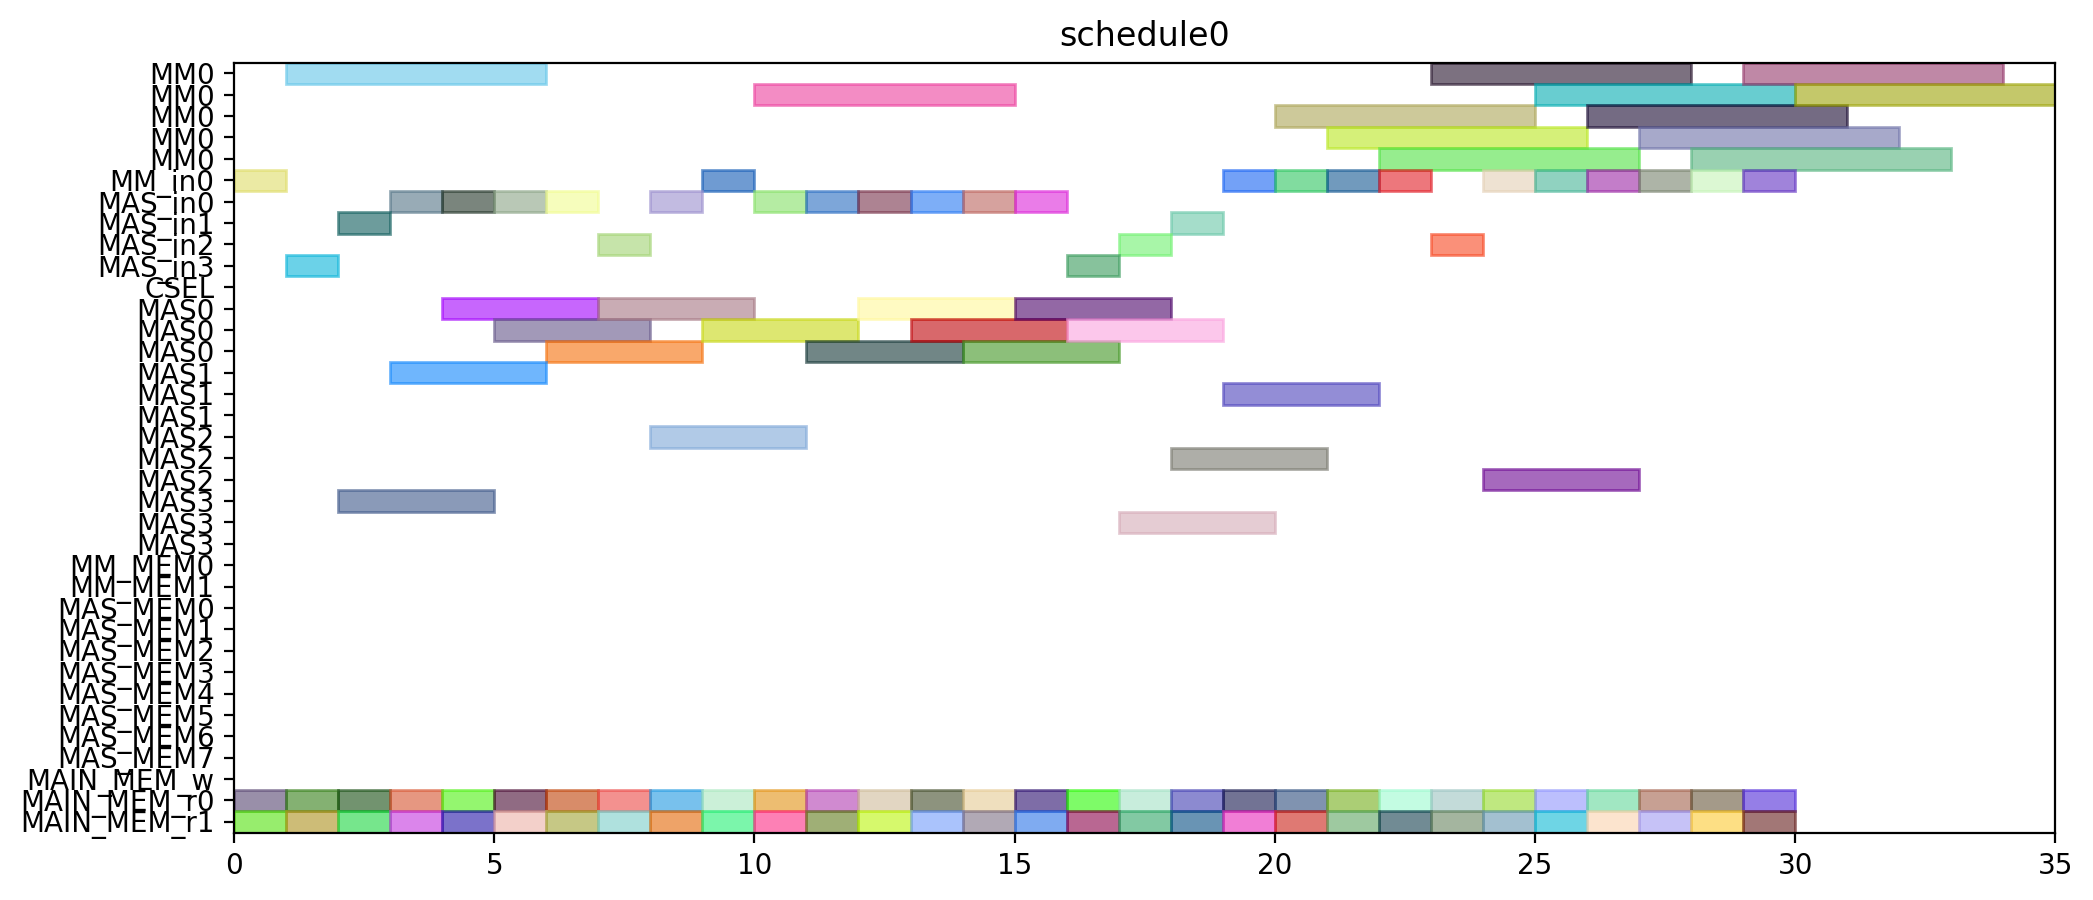 schedule0
MM0
MM0
MM0
MM0
MM0
MM_in0
MAS_in0
MAS_in1
MAS_in2
MAS_in3
CSEL
MAS0
MAS0
MAS0
MAS1
MAS1
MAS1
MAS2
MAS2
MAS2
MAS3
MAS3
MAS3
MM_MEM0
MM_MEM1
MAS_MEM0
MAS_MEM1
MAS_MEM2
MAS_MEM3
MAS_MEM4
MAS_MEM5
MAS_MEM6
MAS_MEM7
MAIN_MEM_w
MAIN_MEM_r0
MAIN_MEM_r1
0 5 10 15 20 25 30 35